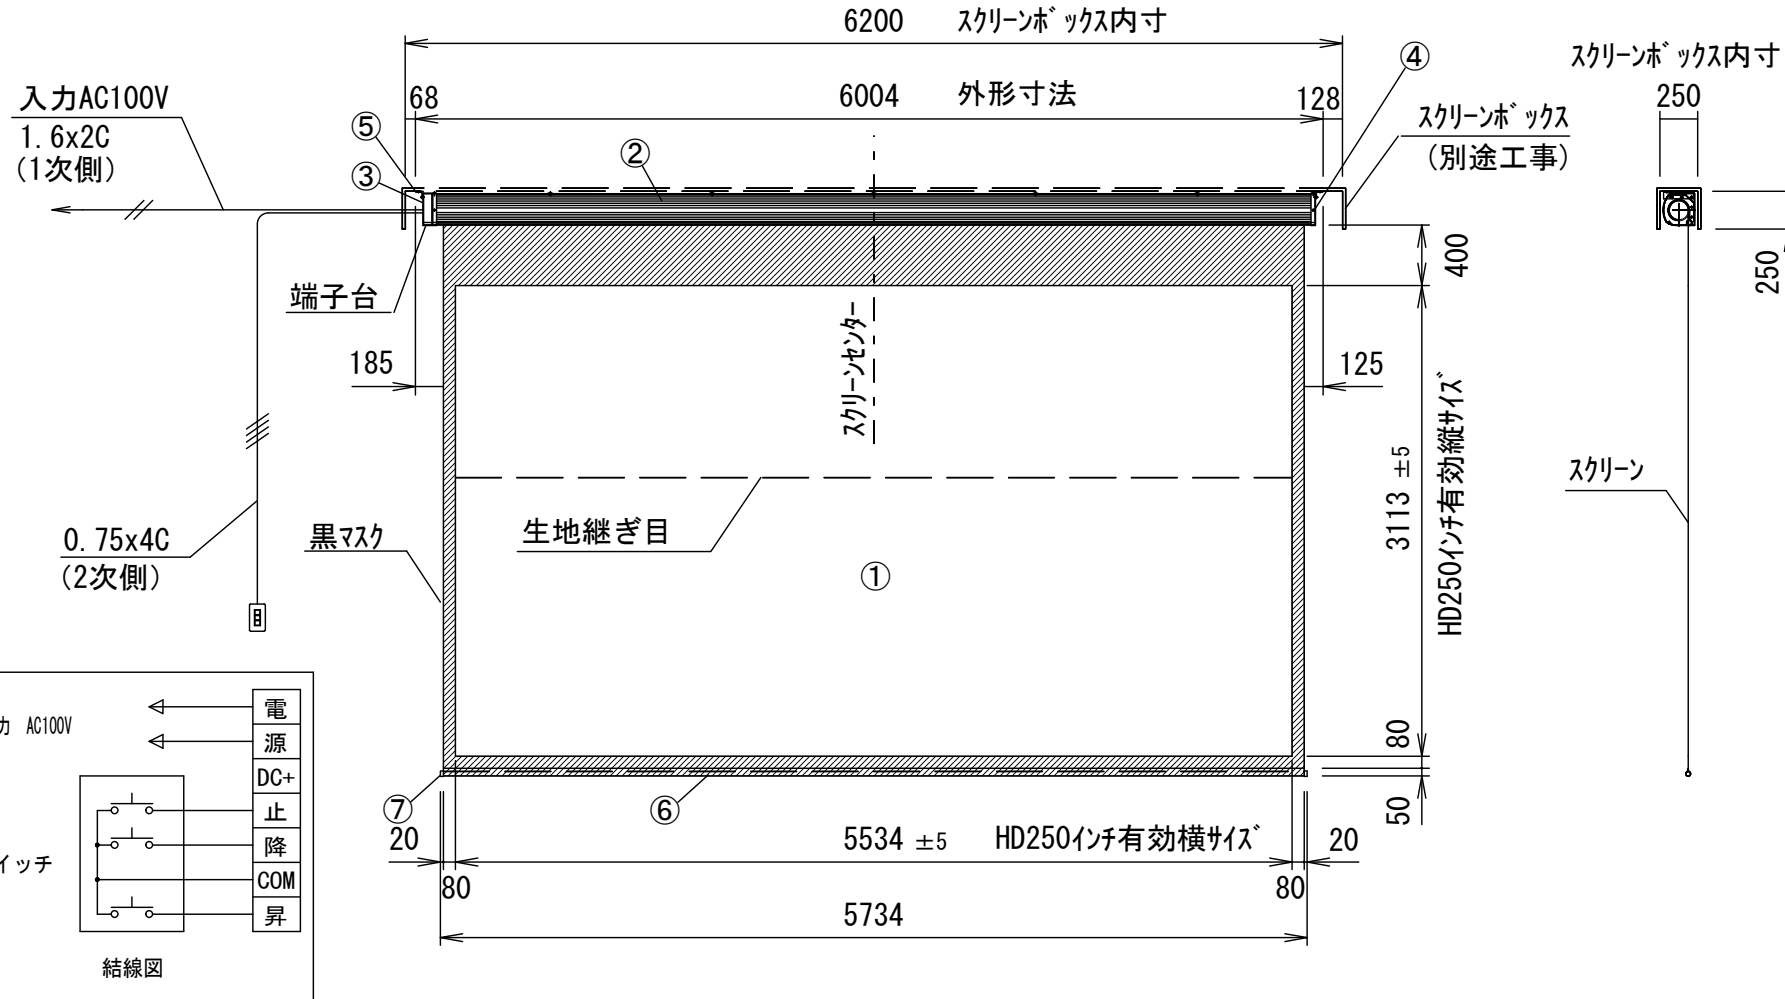 6200 スクリーンボックス内寸
スクリーンボックス内寸
④
入力AC100V
68
6004 外形寸法
128
250
1.6x2C
(1次側)
⑤
②
③
スクリーンボックス
(別途工事)
400
250
端子台
スクリーンセンター
185
125
3113 ±5
HD250インチ有効縦サイズ
スクリーン
0.75x4C
(2次側)
黒マスク
生地継ぎ目
①
電
力 AC100V
源
DC+
止
降
イッチ
COM
昇
結線図
80
50
⑦
⑥
20
5534 ±5 HD250インチ有効横サイズ
20
80
80
5734